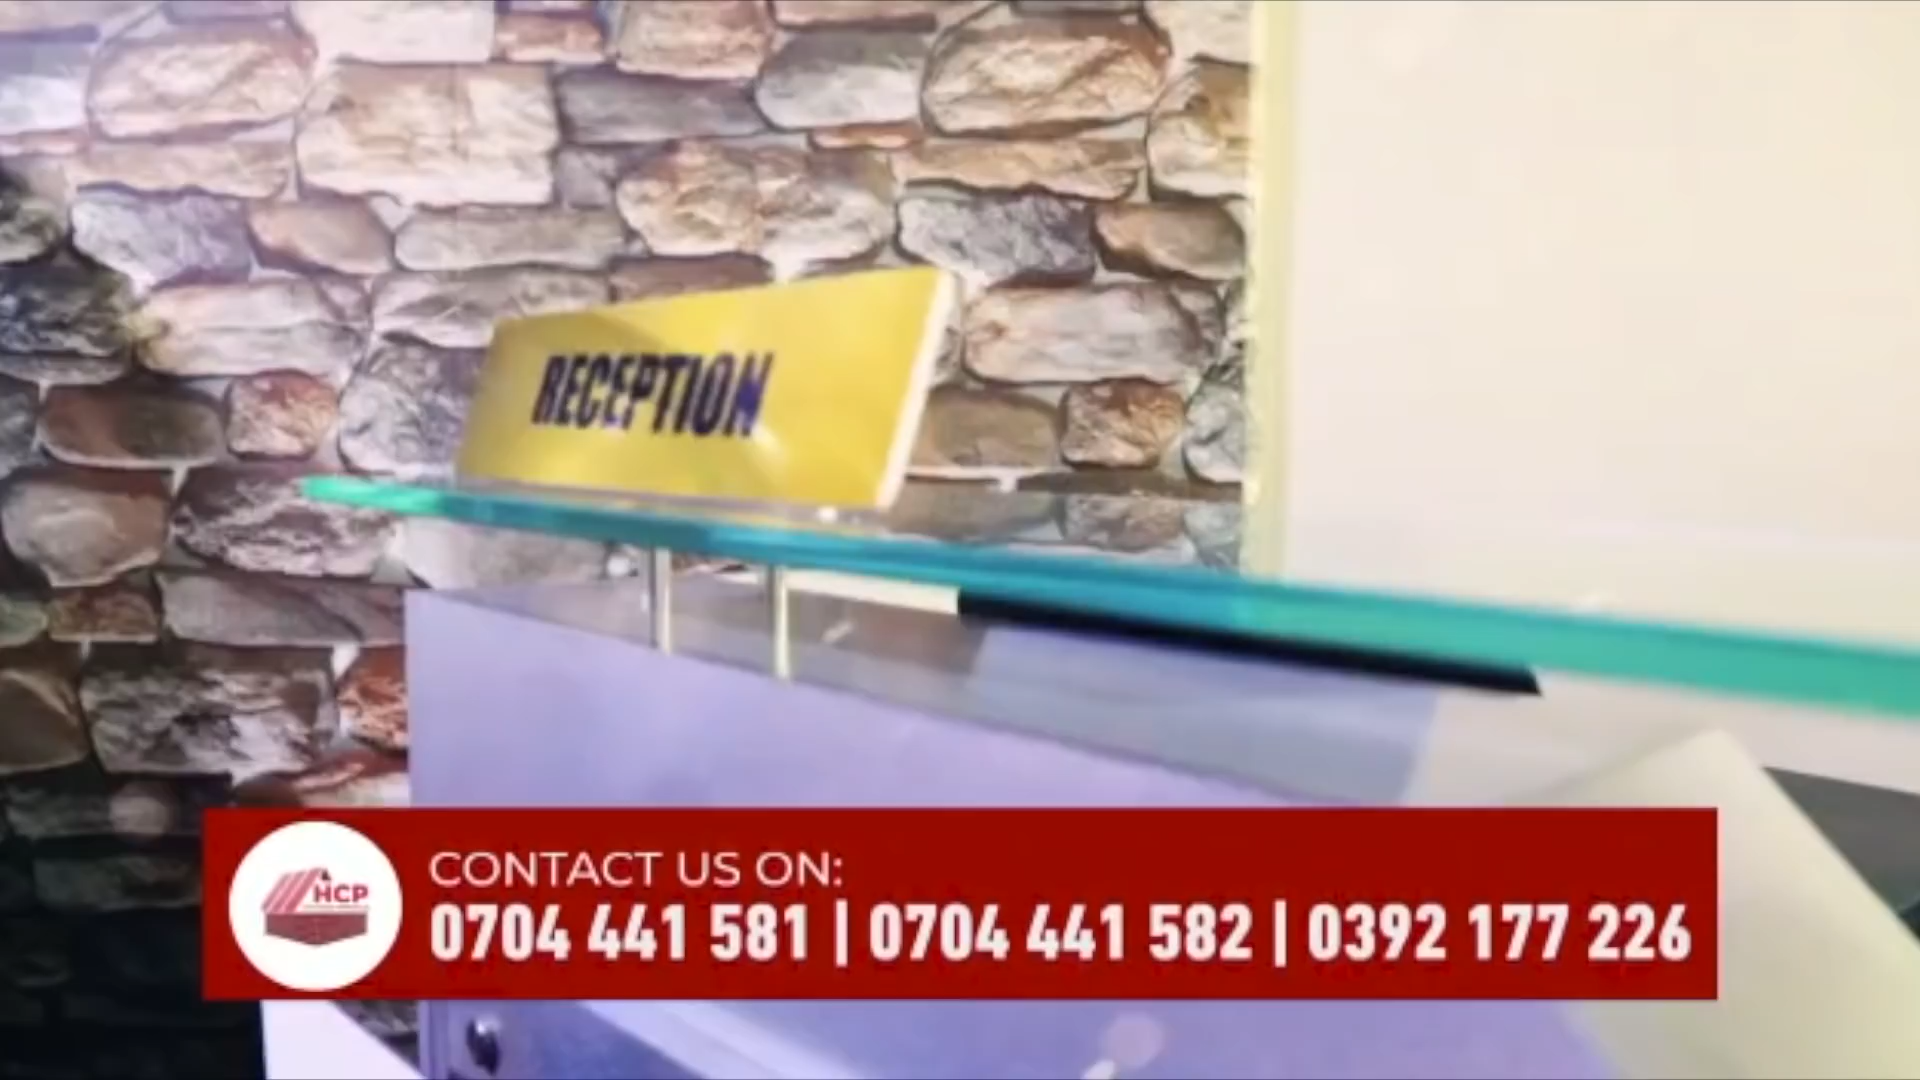 RECEPTION
HCP
CONTACT US ON:
0704 441 581 | 0704 441 582 | 0392 177 226